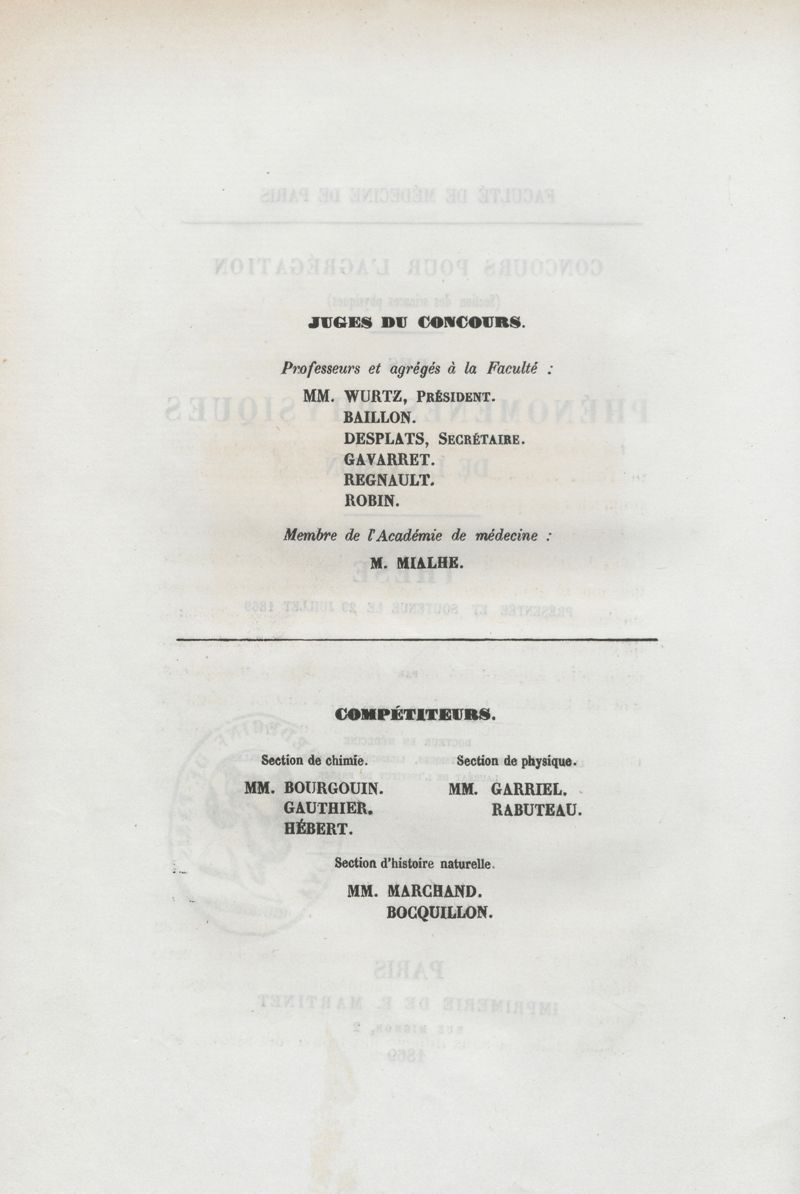 JUGES DU CONCOURS.
Professeurs et agrégés à la Faculté :
MM. WURTZ, PRÉSIDENT.
BAILLON.
DESPLATS, SECRÉTAIRE.
GAVARRET.
REGNAULT.
ROBIN.
Membre de l'Académie de médecine :
M. MIALHE.
COMPÉTITEURS.
Section de chimie.
MM. BOURGOUIN.
GAUTHIER.
HÉBERT.
Section de physique.
MM. GARRIEL.
RABUTEAU.
Section d'histoire naturelle.
MM. MARCHAND.
BOCQUILLON.